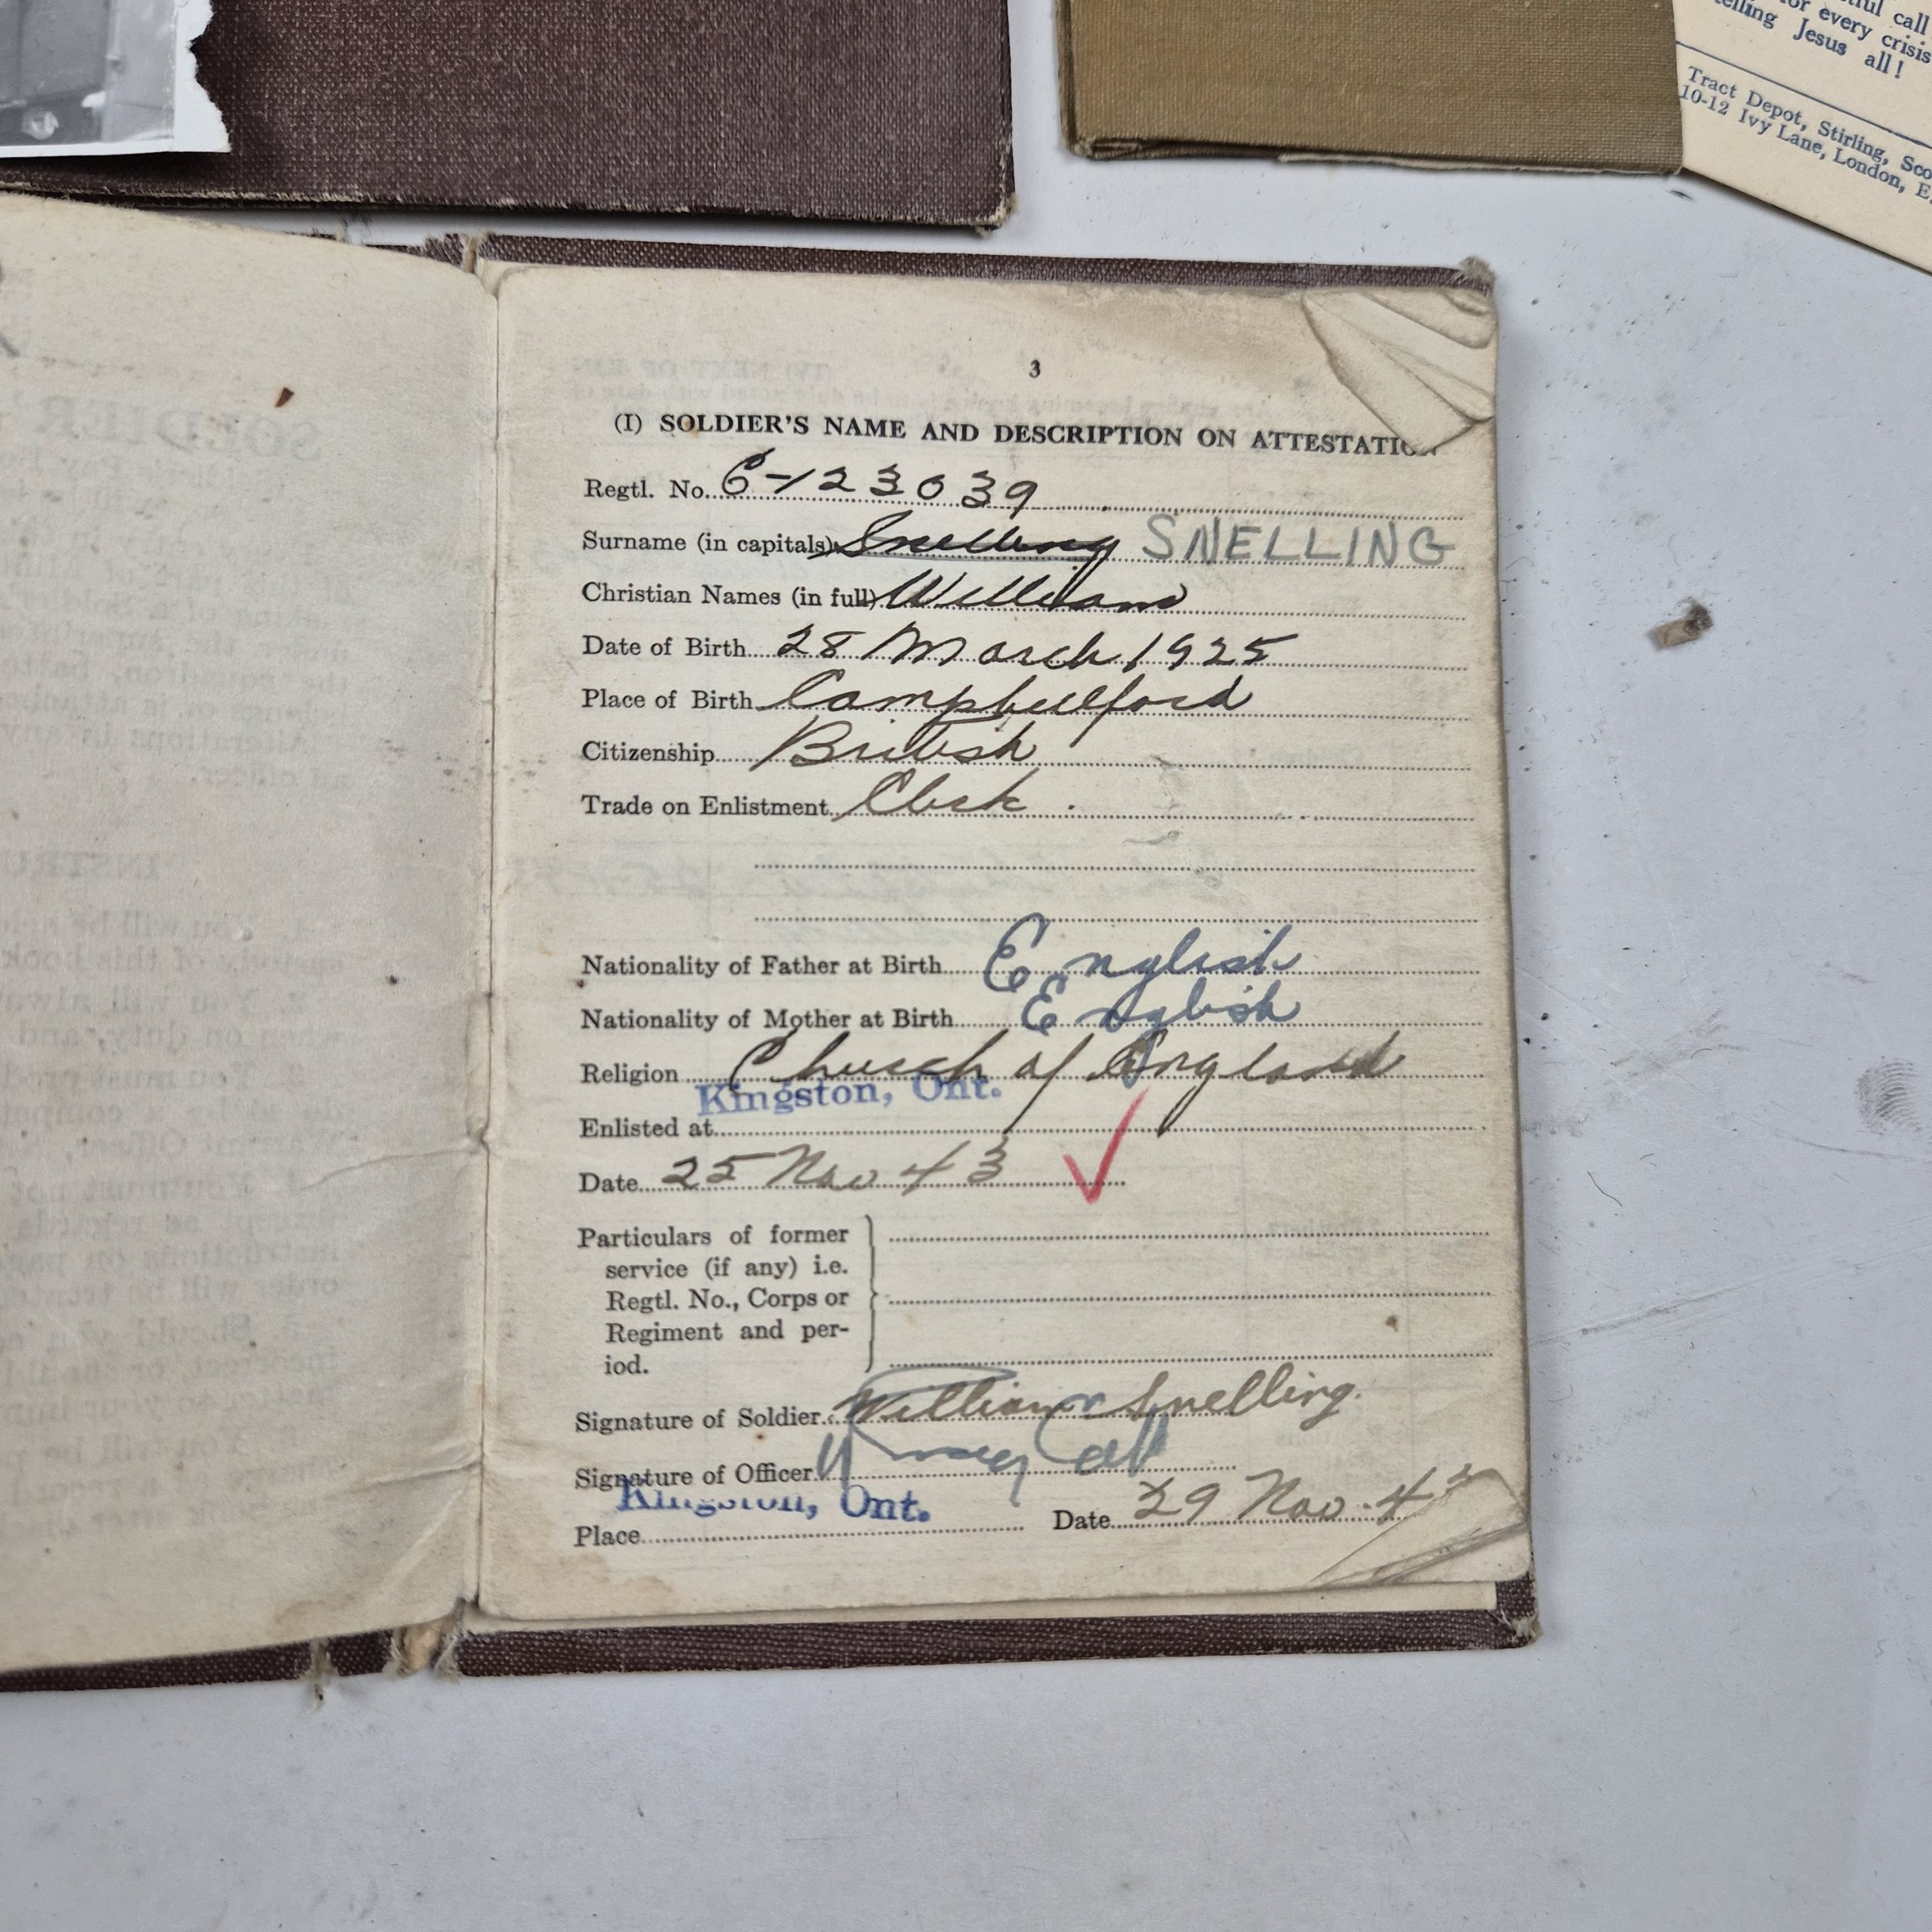 tiful call
for every crisis
telling Jesus all!
Tract Depot, Stirling, Sco
10-12 Ivy Lane, London, E.
3
(I) SOLDIER'S NAME AND DESCRIPTION ON ATTESTATION
Regtl. No. C-123039
Surname (in capitals) Snelling SNELLING
Christian Names (in full) William
Date of Birth 28 March 1925
Place of Birth Campbellford
Citizenship British
Trade on Enlistment Clerk.
Nationality of Father at Birth English
Nationality of Mother at Birth English
Religion Church of England
Kingston, Ont.
Enlisted at
Date 25 Nov 43
Particulars of former
service (if any) i.e.
Regtl. No., Corps or
Regiment and per-
iod.
Signature of Soldier William Snelling.
Signature of Officer
Kingston, Ont.
Place Date 29 Nov. 43